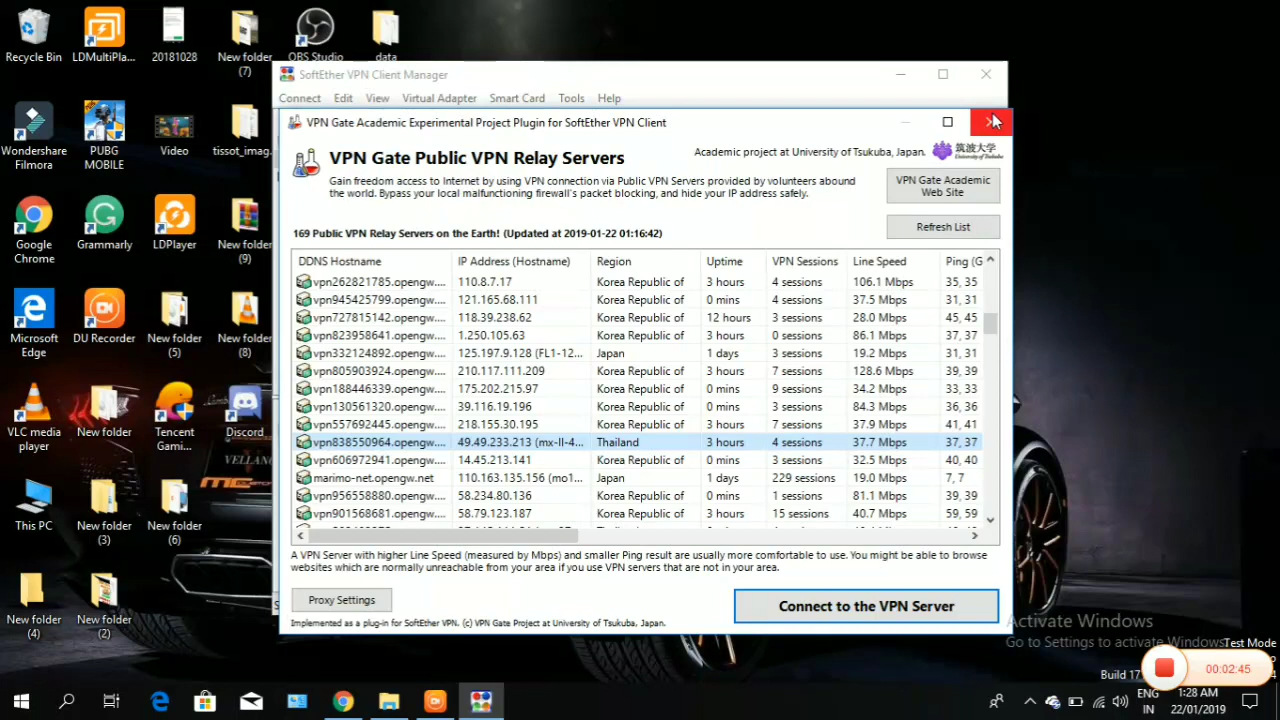 Recycle Bin
LDMultiPla...
20181028
New folder
(7)
OBS Studio
data
SoftEther VPN Client Manager
Connect Edit View Virtual Adapter Smart Card Tools Help
VPN Gate Academic Experimental Project Plugin for SoftEther VPN Client
VPN Gate Public VPN Relay Servers
Academic project at University of Tsukuba, Japan.
筑波大学
University of Tsukuba
Gain freedom access to Internet by using VPN connection via Public VPN Servers provided by volunteers abound
the world. Bypass your local malfunctioning firewall's packet blocking, and hide your IP address safely.
VPN Gate Academic
Web Site
169 Public VPN Relay Servers on the Earth! (Updated at 2019-01-22 01:16:42)
Refresh List
DDNS Hostname IP Address (Hostname) Region Uptime VPN Sessions Line Speed Ping (G
vpn262821785.opengw.... 110.8.7.17 Korea Republic of 3 hours 4 sessions 106.1 Mbps 35, 35
vpn945425799.opengw.... 121.165.68.111 Korea Republic of 0 mins 4 sessions 37.5 Mbps 31, 31
vpn727815142.opengw.... 118.39.238.62 Korea Republic of 12 hours 3 sessions 28.0 Mbps 45, 45
vpn823958641.opengw.... 1.250.105.63 Korea Republic of 3 hours 0 sessions 86.1 Mbps 37, 37
vpn332124892.opengw.... 125.197.9.128 (FL1-12... Japan 1 days 3 sessions 19.2 Mbps 31, 31
vpn805903924.opengw.... 210.117.111.209 Korea Republic of 3 hours 7 sessions 128.6 Mbps 39, 39
vpn188446339.opengw.... 175.202.215.97 Korea Republic of 0 mins 9 sessions 34.2 Mbps 33, 33
vpn130561320.opengw.... 39.116.19.196 Korea Republic of 0 mins 3 sessions 84.3 Mbps 36, 36
vpn557692445.opengw.... 218.155.30.195 Korea Republic of 0 mins 7 sessions 37.9 Mbps 41, 41
vpn838550964.opengw.... 49.49.233.213 (mx-ll-4... Thailand 3 hours 4 sessions 37.7 Mbps 37, 37
vpn606972941.opengw.... 14.45.213.141 Korea Republic of 0 mins 3 sessions 32.5 Mbps 40, 40
marimo-net.opengw.net 110.163.135.156 (mo1... Japan 1 days 229 sessions 19.0 Mbps 7, 7
vpn956558880.opengw.... 58.234.80.136 Korea Republic of 0 mins 1 sessions 81.1 Mbps 39, 39
vpn901568681.opengw.... 58.79.123.187 Korea Republic of 3 hours 15 sessions 40.7 Mbps 59, 59
A VPN Server with higher Line Speed (measured by Mbps) and smaller Ping result are usually more comfortable to use. You might be able to browse
websites which are normally unreachable from your area if you use VPN servers that are not in your area.
Proxy Settings
Connect to the VPN Server
Implemented as a plug-in for SoftEther VPN. (c) VPN Gate Project at University of Tsukuba, Japan.
Wondershare
Filmora
PUBG
MOBILE
Video
tissot_imag...
Google
Chrome
Grammarly
LDPlayer
New folder
(9)
Microsoft
Edge
DU Recorder
New folder
(5)
New folder
(8)
VLC media
player
New folder
Tencent
Gami...
Discord
This PC
New folder
(3)
New folder
(6)
New folder
(4)
New folder
(2)
Activate Windows
Go to Settings to activate Windows.
Test Mode
Build 17
00:02:45
ENG
IN
1:28 AM
22/01/2019